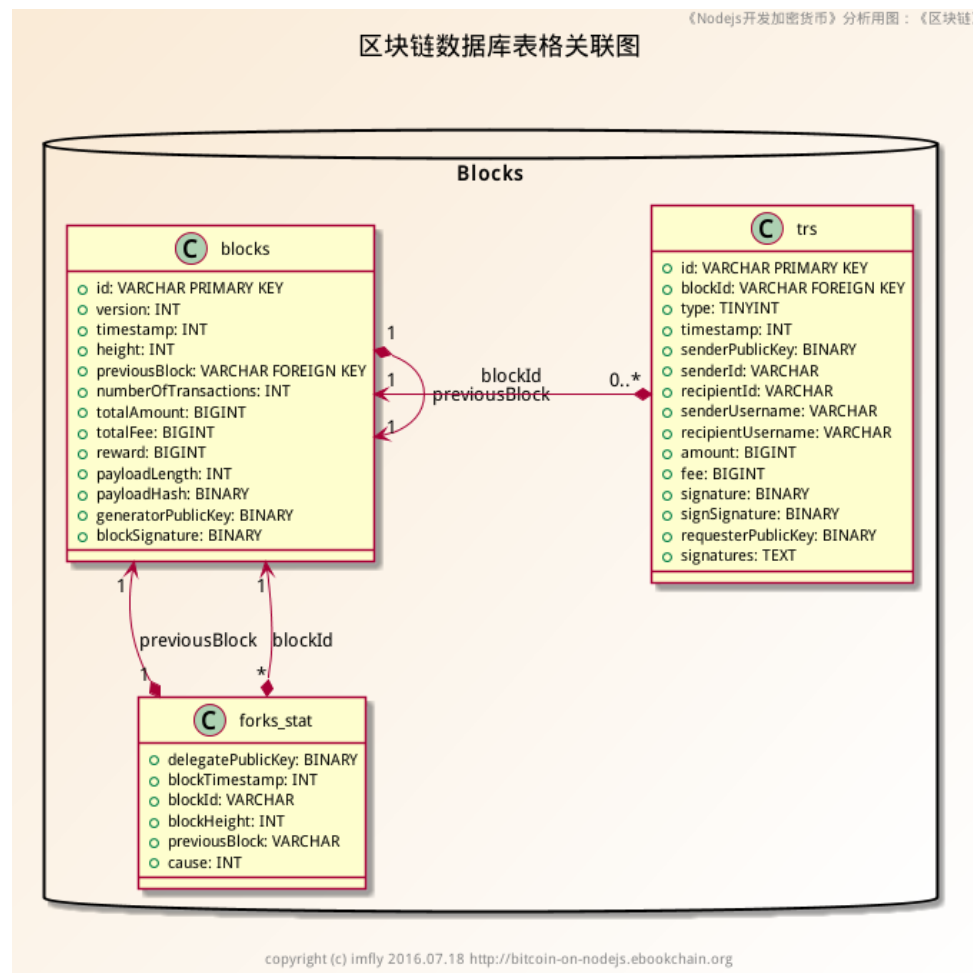 《Nodejs开发加密货币》分析用图：《区块链
区块链数据库表格关联图
Blocks
C blocks
id: VARCHAR PRIMARY KEY
version: INT
timestamp: INT
height: INT
previousBlock: VARCHAR FOREIGN KEY
numberOfTransactions: INT
totalAmount: BIGINT
totalFee: BIGINT
reward: BIGINT
payloadLength: INT
payloadHash: BINARY
generatorPublicKey: BINARY
blockSignature: BINARY
1
1
1
blockId
previousBlock
0..*
C trs
id: VARCHAR PRIMARY KEY
blockId: VARCHAR FOREIGN KEY
type: TINYINT
timestamp: INT
senderPublicKey: BINARY
senderId: VARCHAR
recipientId: VARCHAR
senderUsername: VARCHAR
recipientUsername: VARCHAR
amount: BIGINT
fee: BIGINT
signature: BINARY
signSignature: BINARY
requesterPublicKey: BINARY
signatures: TEXT
1
1
previousBlock
blockId
1
*
C forks_stat
delegatePublicKey: BINARY
blockTimestamp: INT
blockId: VARCHAR
blockHeight: INT
previousBlock: VARCHAR
cause: INT
copyright (c) imfly 2016.07.18 http://bitcoin-on-nodejs.ebookchain.org